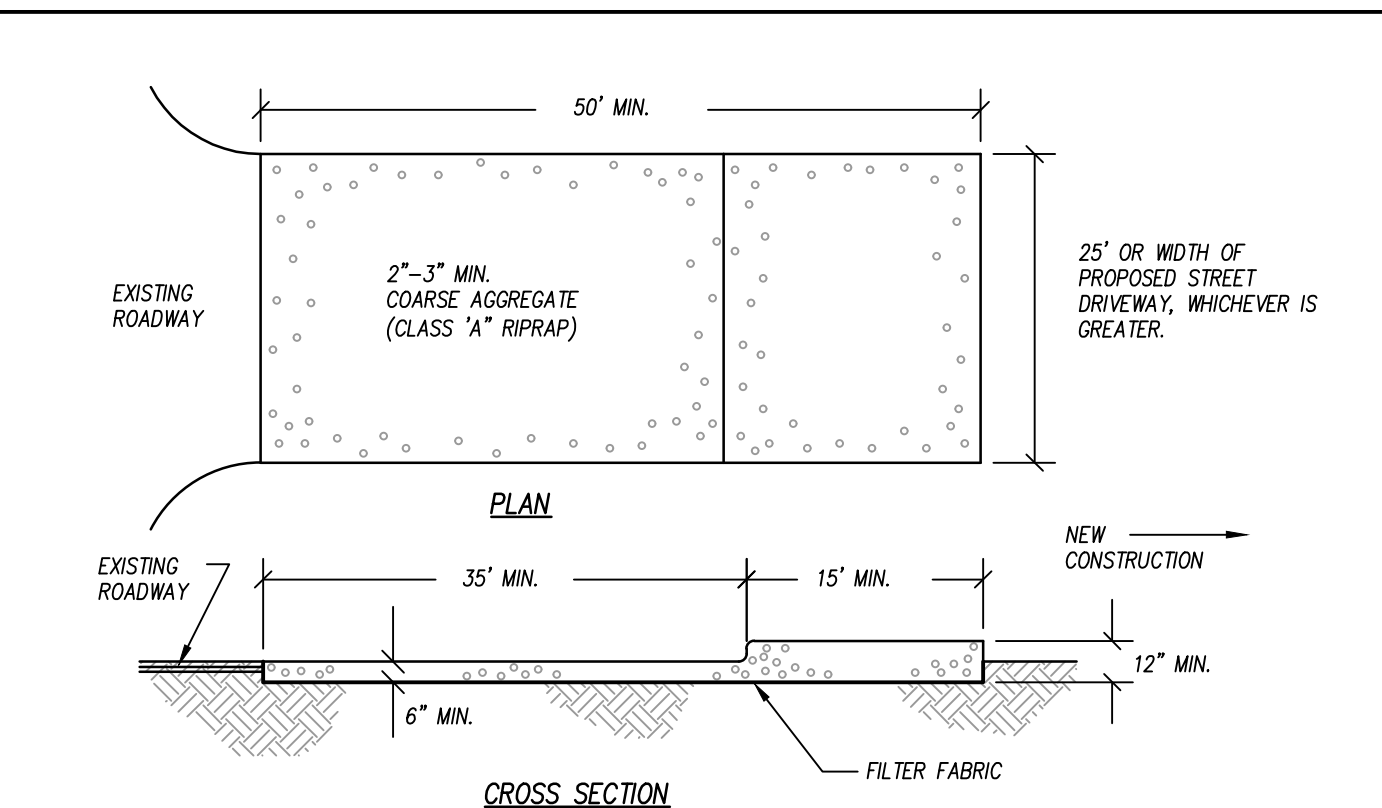 50' MIN.
EXISTING
ROADWAY
2"-3" MIN.
COARSE AGGREGATE
(CLASS 'A" RIPRAP)
25' OR WIDTH OF
PROPOSED STREET
DRIVEWAY, WHICHEVER IS
GREATER.
PLAN
NEW
CONSTRUCTION
EXISTING
ROADWAY
35' MIN.
15' MIN.
12" MIN.
6" MIN.
FILTER FABRIC
CROSS SECTION